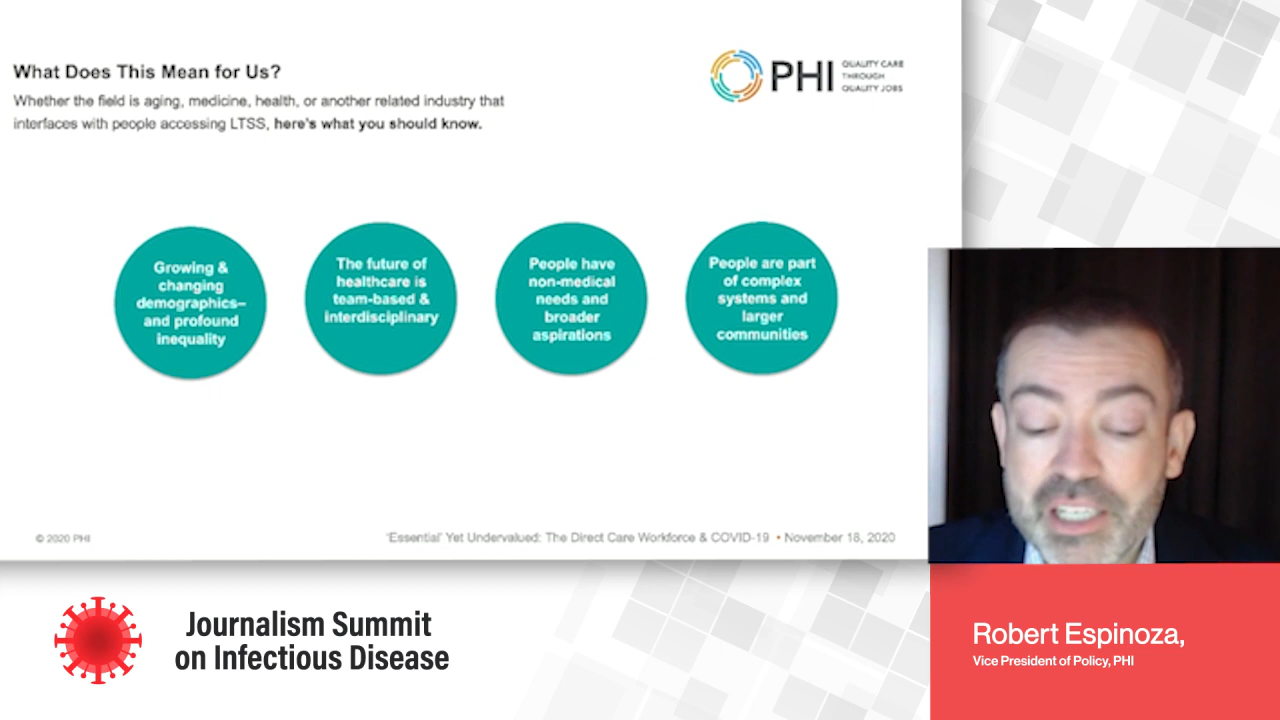 What Does This Mean for Us?
Whether the field is aging, medicine, health, or another related industry that
interfaces with people accessing LTSS, here's what you should know.
PHI
QUALITY CARE
THROUGH
QUALITY JOBS
Growing &
changing
demographics–
and profound
inequality
The future of
healthcare is
team-based &
interdisciplinary
People have
non-medical
needs and
broader
aspirations
People are part
of complex
systems and
larger
communities
© 2020 PHI
'Essential' Yet Undervalued: The Direct Care Workforce & COVID-19 • November 18, 2020
Journalism Summit
on Infectious Disease
Robert Espinoza,
Vice President of Policy, PHI